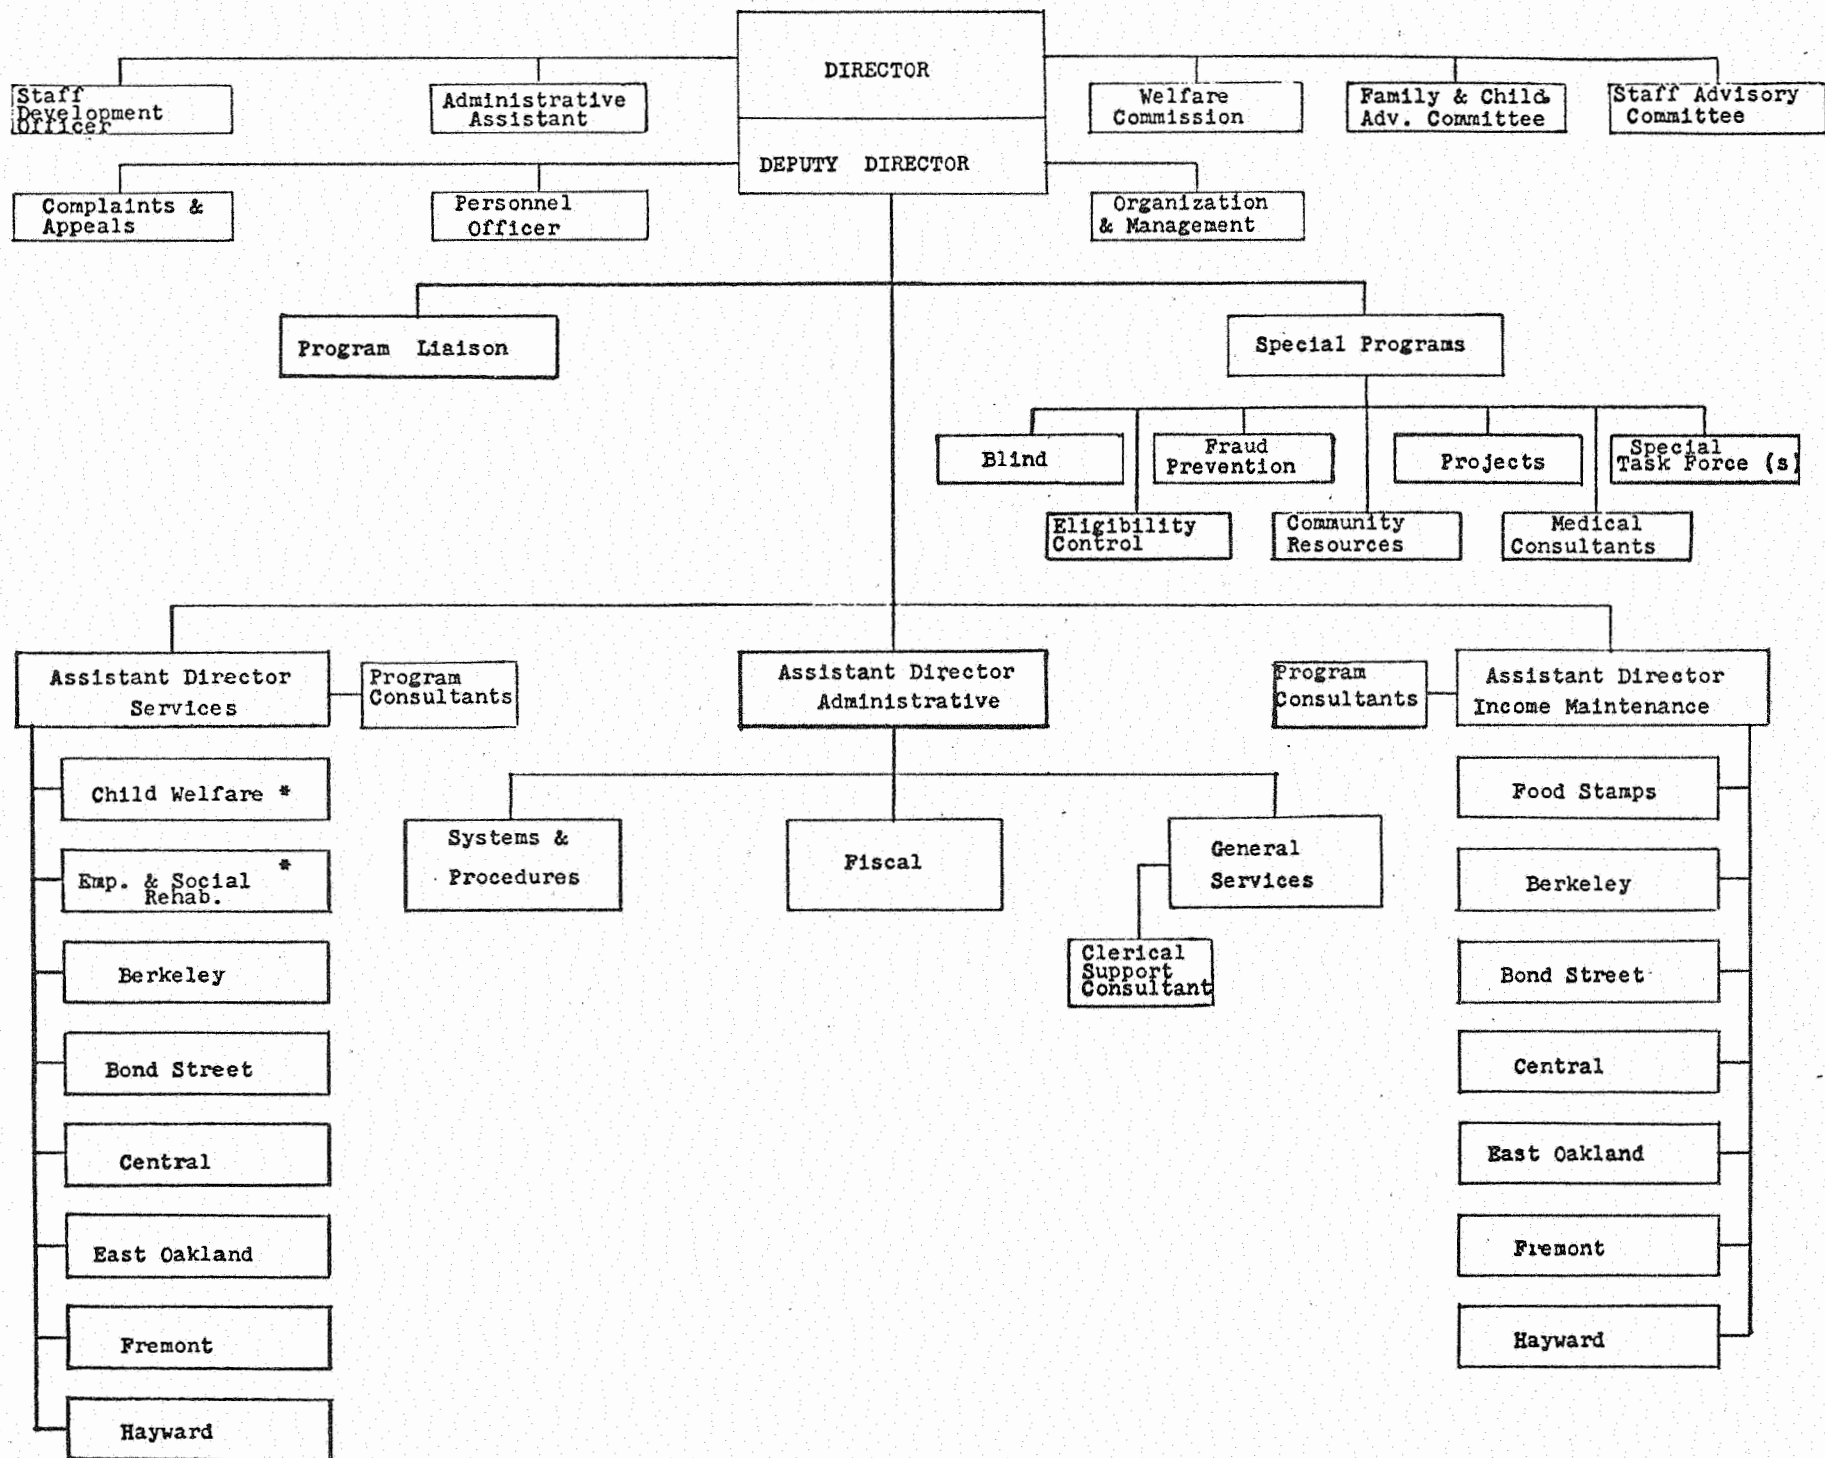 DIRECTOR
Staff
Development
Officer
Administrative
Assistant
Welfare
Commission
Family & Child
Adv. Committee
Staff Advisory
Committee
DEPUTY DIRECTOR
Complaints &
Appeals
Personnel
Officer
Organization
& Management
Program Liaison
Special Programs
Blind
Fraud
Prevention
Projects
Special
Task Force (s)
Eligibility
Control
Community
Resources
Medical
Consultants
Assistant Director
Services
Program
Consultants
Assistant Director
Administrative
Program
Consultants
Assistant Director
Income Maintenance
Child Welfare *
Emp. & Social *
Rehab.
Berkeley
Bond Street
Central
East Oakland
Fremont
Hayward
Systems &
Procedures
Fiscal
General
Services
Clerical
Support
Consultant
Food Stamps
Berkeley
Bond Street
Central
East Oakland
Fremont
Hayward